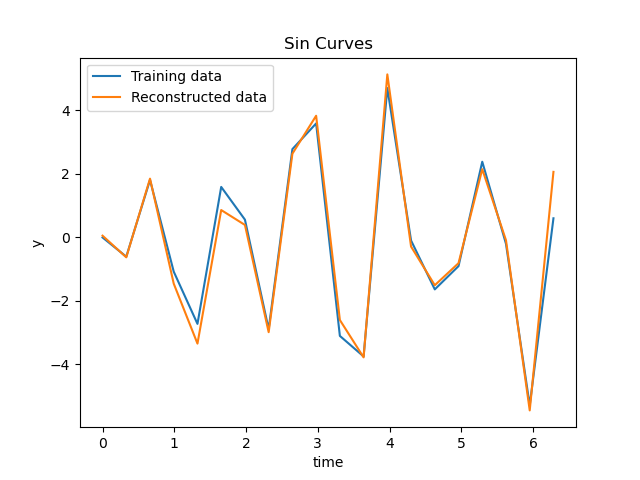 Sin Curves
Training data
Reconstructed data
4
2
0
−2
−4
y
0 1 2 3 4 5 6
time